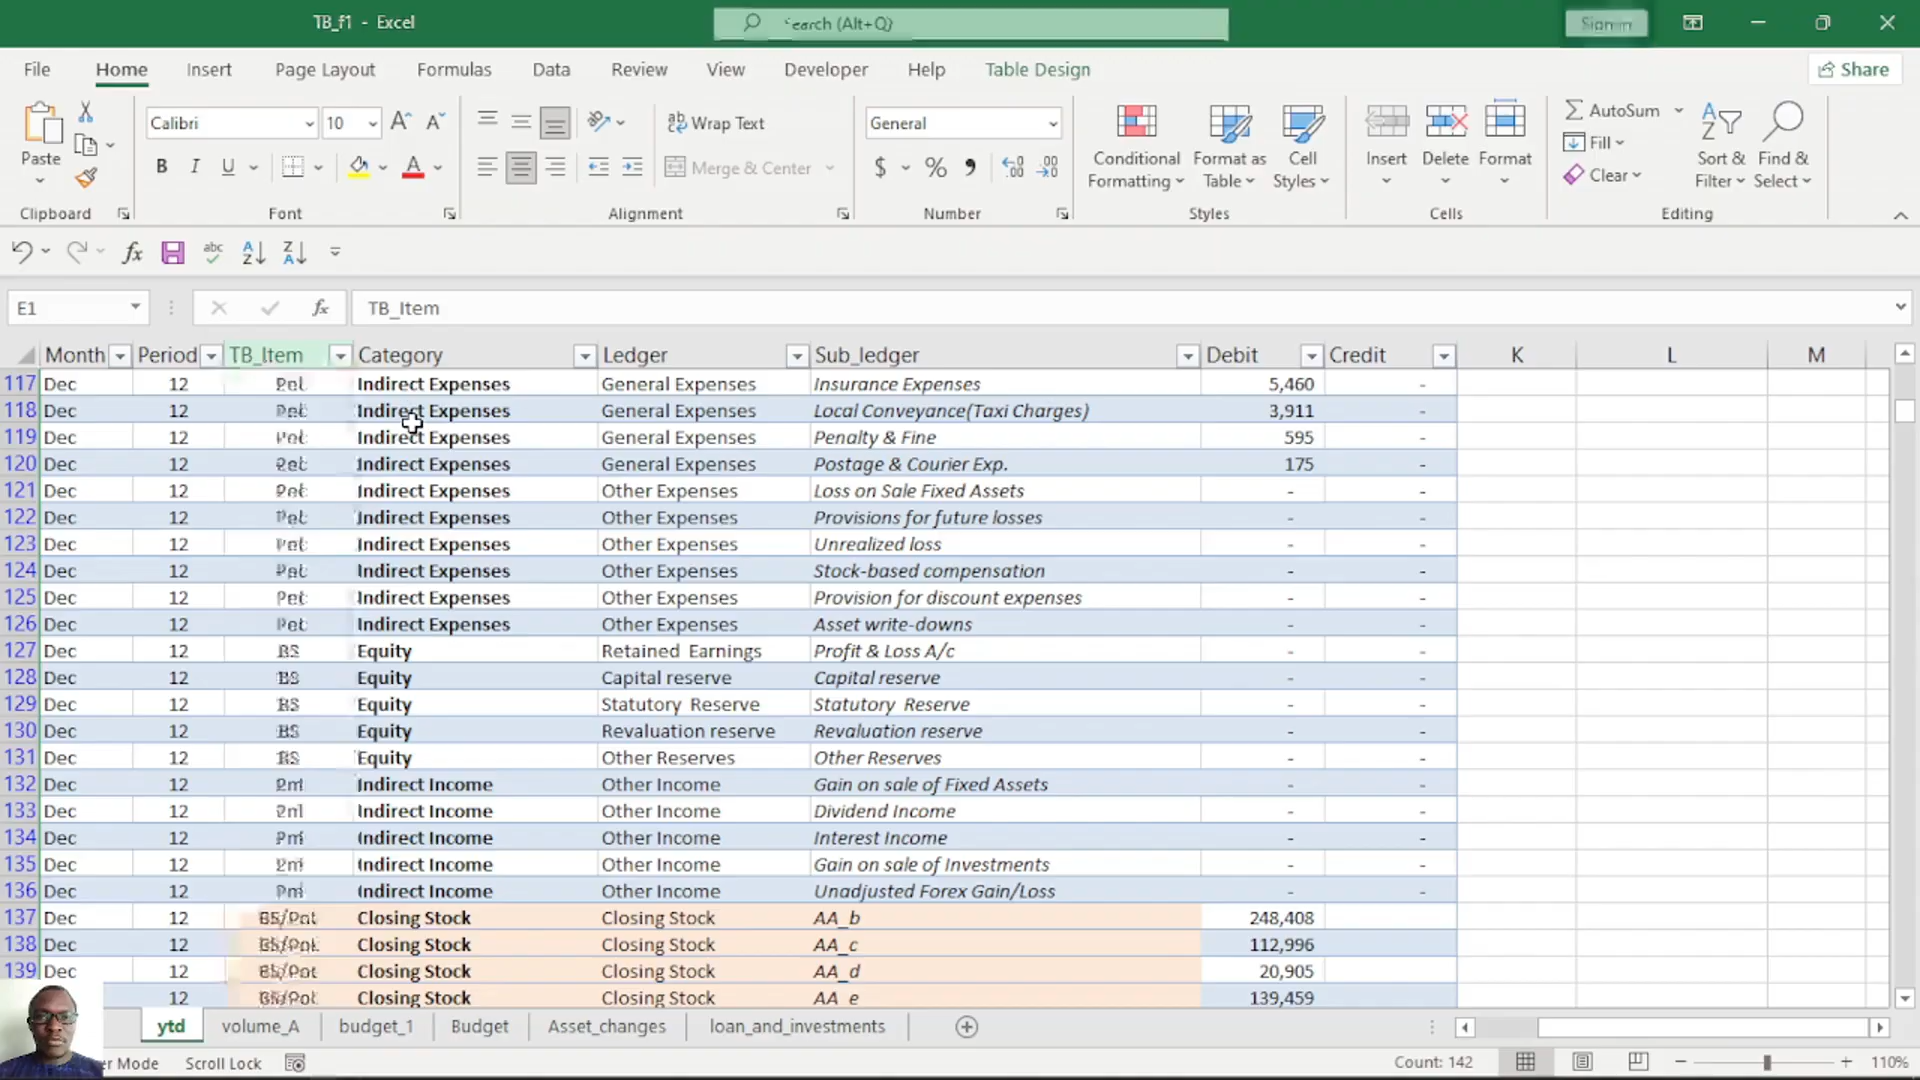 TB_f1 - Excel
Search (Alt+Q)
File Home Insert Page Layout Formulas Data Review View Developer Help Table Design Share
Paste Calibri 10 Wrap Text General Conditional Formatting Format as Table Cell Styles Insert Delete Format AutoSum Sort & Filter Find & Select
B I U Merge & Center $ % Fill
Clear
Clipboard Font Alignment Number Styles Cells Editing
E1 fx TB_Item
Month Period TB_Item Category Ledger Sub_ledger Debit Credit K L M
117 Dec 12 Indirect Expenses General Expenses Insurance Expenses 5,460 -
118 Dec 12 Indirect Expenses General Expenses Local Conveyance(Taxi Charges) 3,911 -
119 Dec 12 Indirect Expenses General Expenses Penalty & Fine 595 -
120 Dec 12 Indirect Expenses General Expenses Postage & Courier Exp. 175 -
121 Dec 12 Indirect Expenses Other Expenses Loss on Sale Fixed Assets - -
122 Dec 12 Indirect Expenses Other Expenses Provisions for future losses - -
123 Dec 12 Indirect Expenses Other Expenses Unrealized loss - -
124 Dec 12 Indirect Expenses Other Expenses Stock-based compensation - -
125 Dec 12 Indirect Expenses Other Expenses Provision for discount expenses - -
126 Dec 12 Indirect Expenses Other Expenses Asset write-downs - -
127 Dec 12 BS Equity Retained Earnings Profit & Loss A/c - -
128 Dec 12 BS Equity Capital reserve Capital reserve - -
129 Dec 12 BS Equity Statutory Reserve Statutory Reserve - -
130 Dec 12 BS Equity Revaluation reserve Revaluation reserve - -
131 Dec 12 BS Equity Other Reserves Other Reserves - -
132 Dec 12 Indirect Income Other Income Gain on sale of Fixed Assets - -
133 Dec 12 Indirect Income Other Income Dividend Income - -
134 Dec 12 Indirect Income Other Income Interest Income - -
135 Dec 12 Indirect Income Other Income Gain on sale of Investments - -
136 Dec 12 Indirect Income Other Income Unadjusted Forex Gain/Loss - -
137 Dec 12 Closing Stock Closing Stock AA_b 248,408
138 Dec 12 Closing Stock Closing Stock AA_c 112,996
139 Dec 12 Closing Stock Closing Stock AA_d 20,905
12 Closing Stock Closing Stock AA_e 139,459
ytd volume_A budget_1 Budget Asset_changes loan_and_investments
Mode Scroll Lock Count: 142 110%